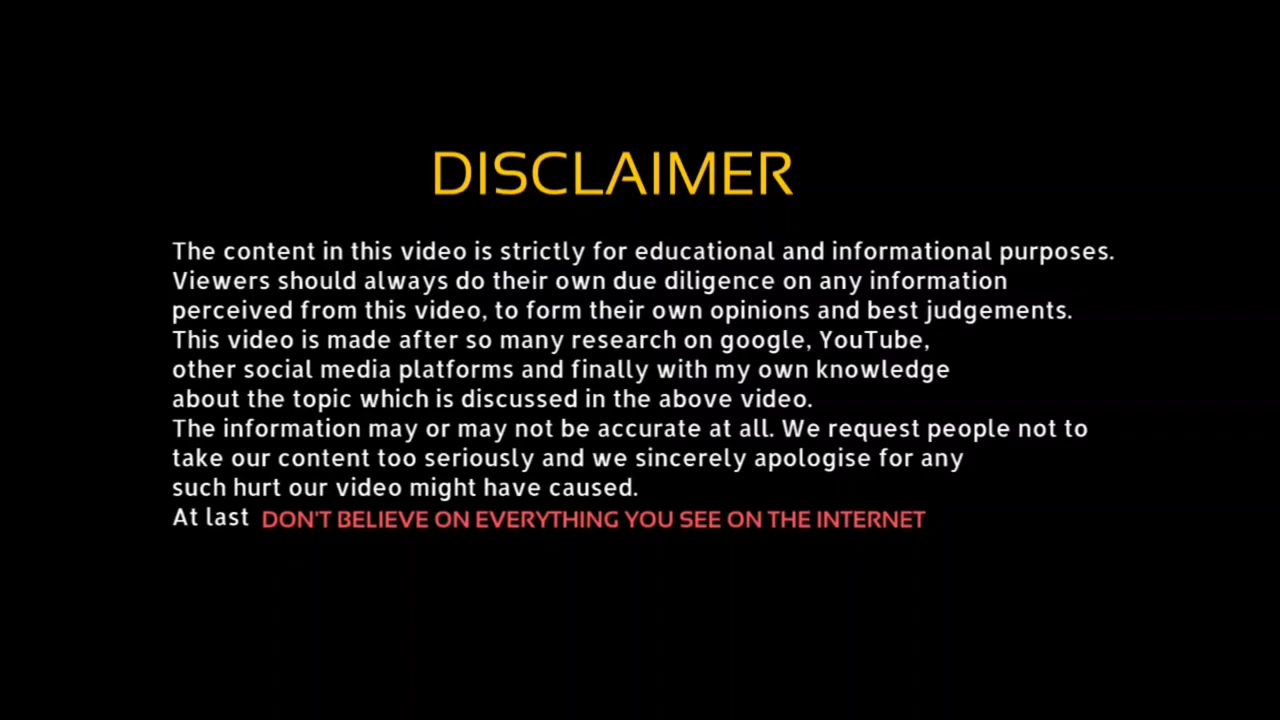 DISCLAIMER
The content in this video is strictly for educational and informational purposes.
Viewers should always do their own due diligence on any information
perceived from this video, to form their own opinions and best judgements.
This video is made after so many research on google, YouTube,
other social media platforms and finally with my own knowledge
about the topic which is discussed in the above video.
The information may or may not be accurate at all. We request people not to
take our content too seriously and we sincerely apologise for any
such hurt our video might have caused.
At last DON'T BELIEVE ON EVERYTHING YOU SEE ON THE INTERNET